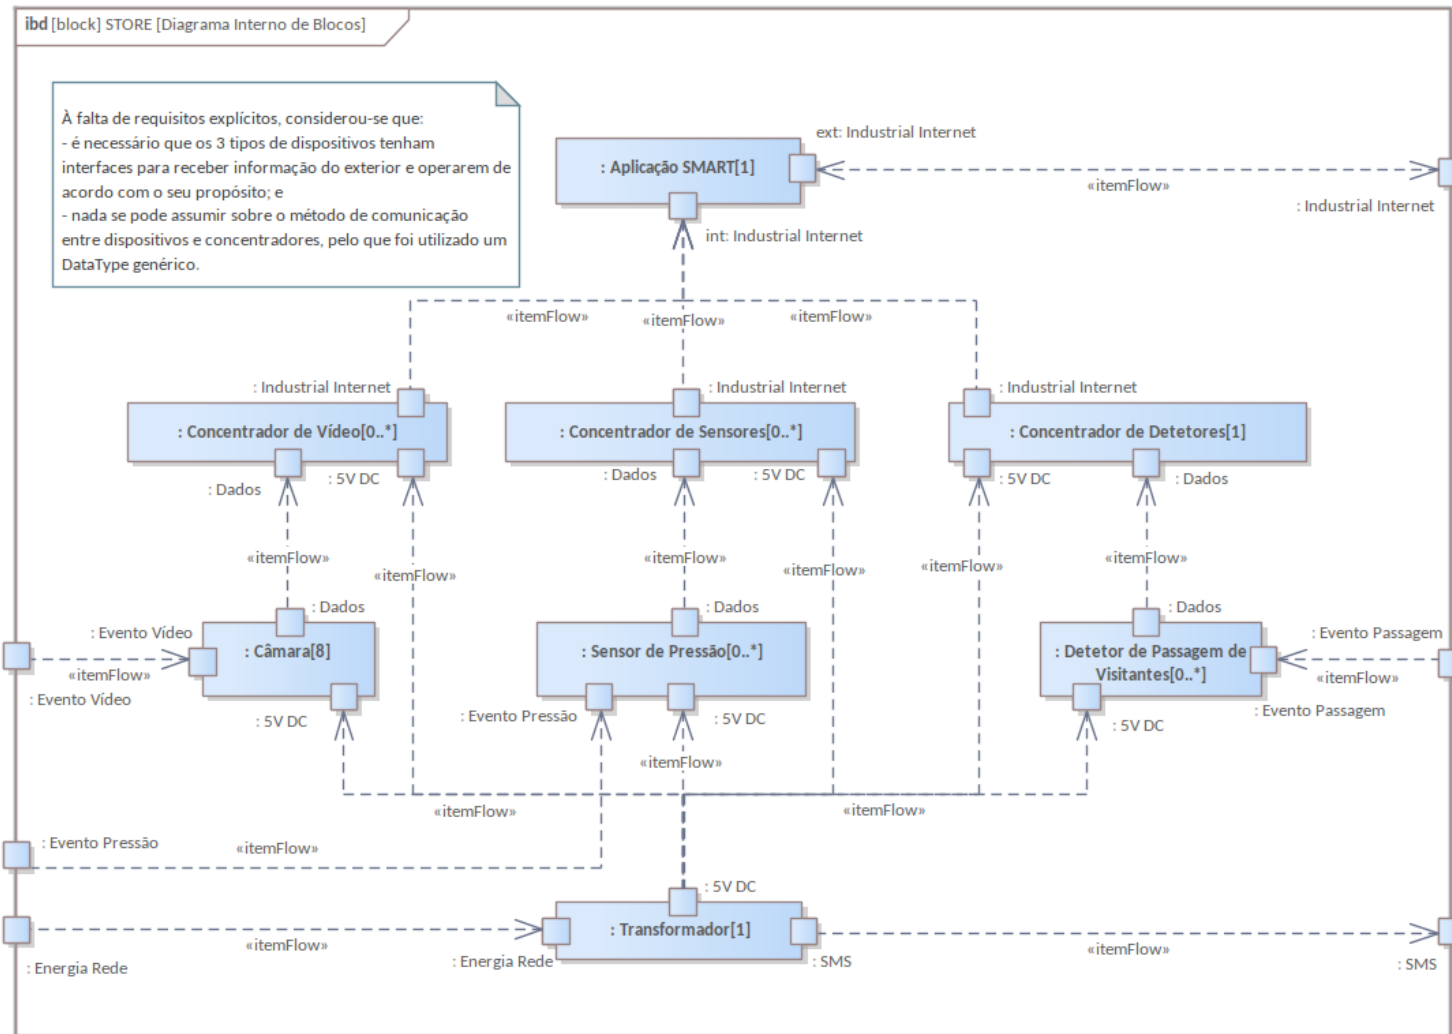 ibd [block] STORE [Diagrama Interno de Blocos]
À falta de requisitos explícitos, considerou-se que:
- é necessário que os 3 tipos de dispositivos tenham
interfaces para receber informação do exterior e operarem de
acordo com o seu propósito; e
- nada se pode assumir sobre o método de comunicação
entre dispositivos e concentradores, pelo que foi utilizado um
DataType genérico.
ext: Industrial Internet
: Aplicação SMART[1]
«itemFlow»
: Industrial Internet
int: Industrial Internet
«itemFlow»
«itemFlow»
«itemFlow»
: Industrial Internet
: Industrial Internet
: Industrial Internet
: Concentrador de Vídeo[0..*]
: Concentrador de Sensores[0..*]
: Concentrador de Detetores[1]
: Dados
: 5V DC
: Dados
: 5V DC
: 5V DC
: Dados
«itemFlow»
«itemFlow»
«itemFlow»
«itemFlow»
«itemFlow»
«itemFlow»
: Dados
: Dados
: Dados
: Evento Vídeo
: Câmara[8]
: Sensor de Pressão[0..*]
: Detetor de Passagem de
Visitantes[0..*]
: Evento Passagem
«itemFlow»
«itemFlow»
: Evento Vídeo
: 5V DC
: Evento Pressão
: 5V DC
: 5V DC
: Evento Passagem
«itemFlow»
«itemFlow»
«itemFlow»
: Evento Pressão
«itemFlow»
: 5V DC
: Transformador[1]
«itemFlow»
«itemFlow»
: Energia Rede
: Energia Rede
: SMS
: SMS